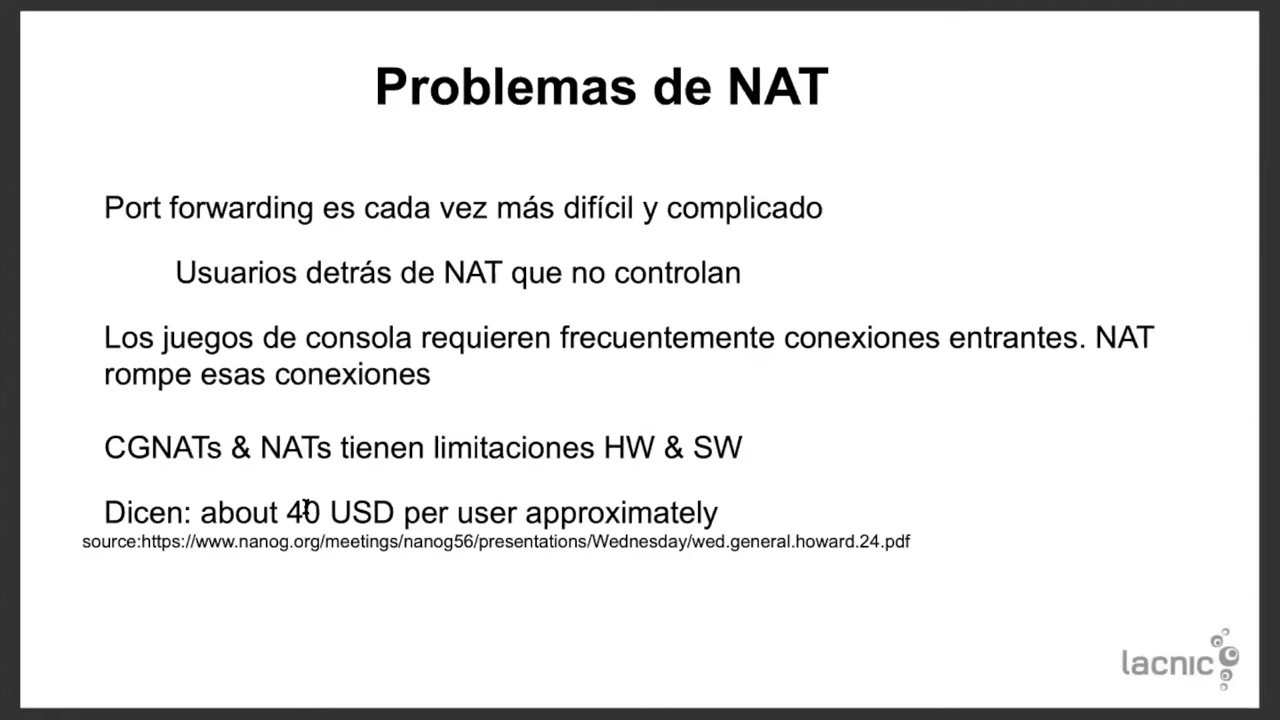 Problemas de NAT
Port forwarding es cada vez más difícil y complicado
Usuarios detrás de NAT que no controlan
Los juegos de consola requieren frecuentemente conexiones entrantes. NAT
rompe esas conexiones
CGNATs & NATs tienen limitaciones HW & SW
Dicen: about 40 USD per user approximately
source:https://www.nanog.org/meetings/nanog56/presentations/Wednesday/wed.general.howard.24.pdf
lacnic